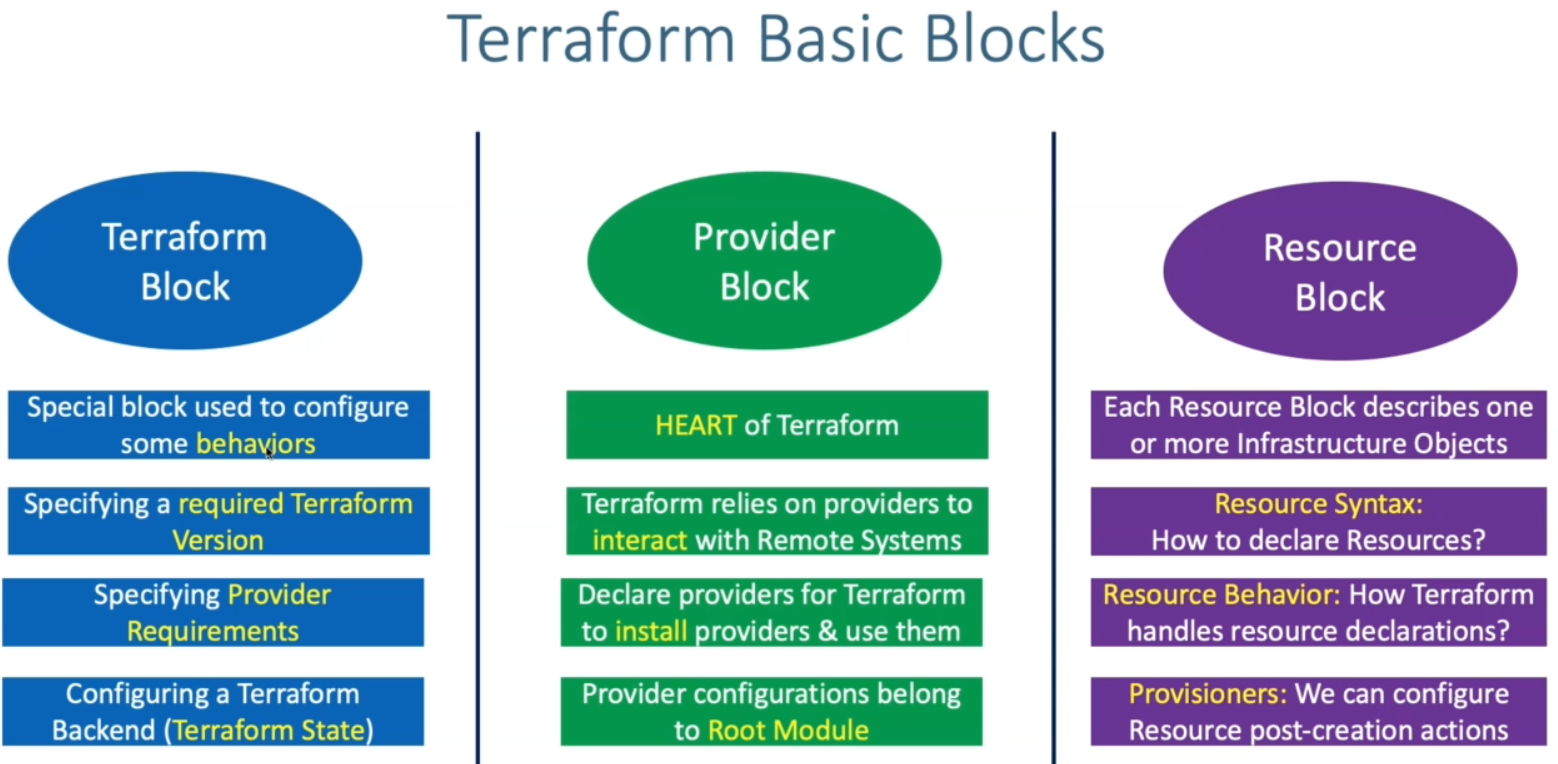 Terraform Basic Blocks
Terraform
Block
Special block used to configure
some behaviors
Specifying a required Terraform
Version
Specifying Provider
Requirements
Configuring a Terraform
Backend (Terraform State)
Provider
Block
HEART of Terraform
Terraform relies on providers to
interact with Remote Systems
Declare providers for Terraform
to install providers & use them
Provider configurations belong
to Root Module
Resource
Block
Each Resource Block describes one
or more Infrastructure Objects
Resource Syntax:
How to declare Resources?
Resource Behavior: How Terraform
handles resource declarations?
Provisioners: We can configure
Resource post-creation actions